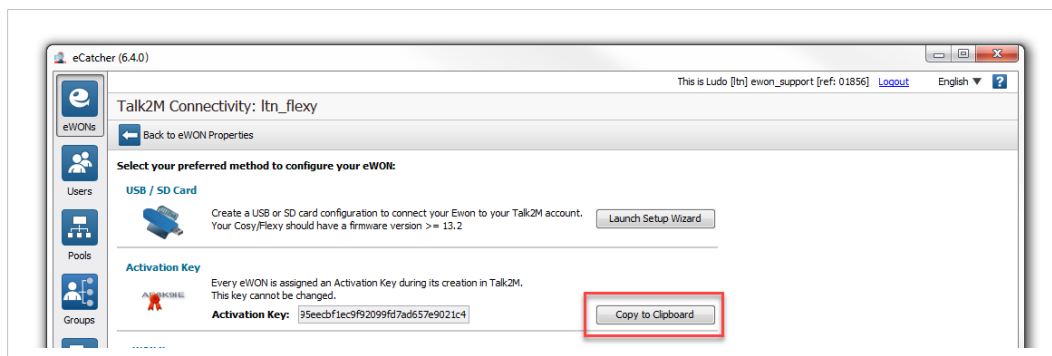 eCatcher (6.4.0)
This is Ludo [ltn] ewon_support [ref: 01856] Logout English ▼ ?
Talk2M Connectivity: ltn_flexy
eWONs
Back to eWON Properties
Select your preferred method to configure your eWON:
Users
USB / SD Card
Create a USB or SD card configuration to connect your Ewon to your Talk2M account.
Your Cosy/Flexy should have a firmware version >= 13.2
Launch Setup Wizard
Pools
Activation Key
Every eWON is assigned an Activation Key during its creation in Talk2M.
This key cannot be changed.
Activation Key: 95eecbf1ec9f92099fd7ad657e9021c4
Copy to Clipboard
Groups